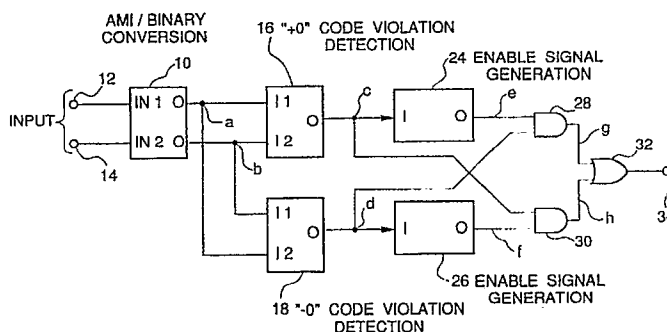 AMI / BINARY
CONVERSION
16 "+0" CODE VIOLATION
DETECTION
24 ENABLE SIGNAL
GENERATION
12
10
INPUT
14
IN 1 O
IN 2 O
a
b
I 1
I 2
O
c
I O
e
28
g
32
I 1
I 2
O
d
I O
f
h
30
18 "-0" CODE VIOLATION
DETECTION
26 ENABLE SIGNAL
GENERATION